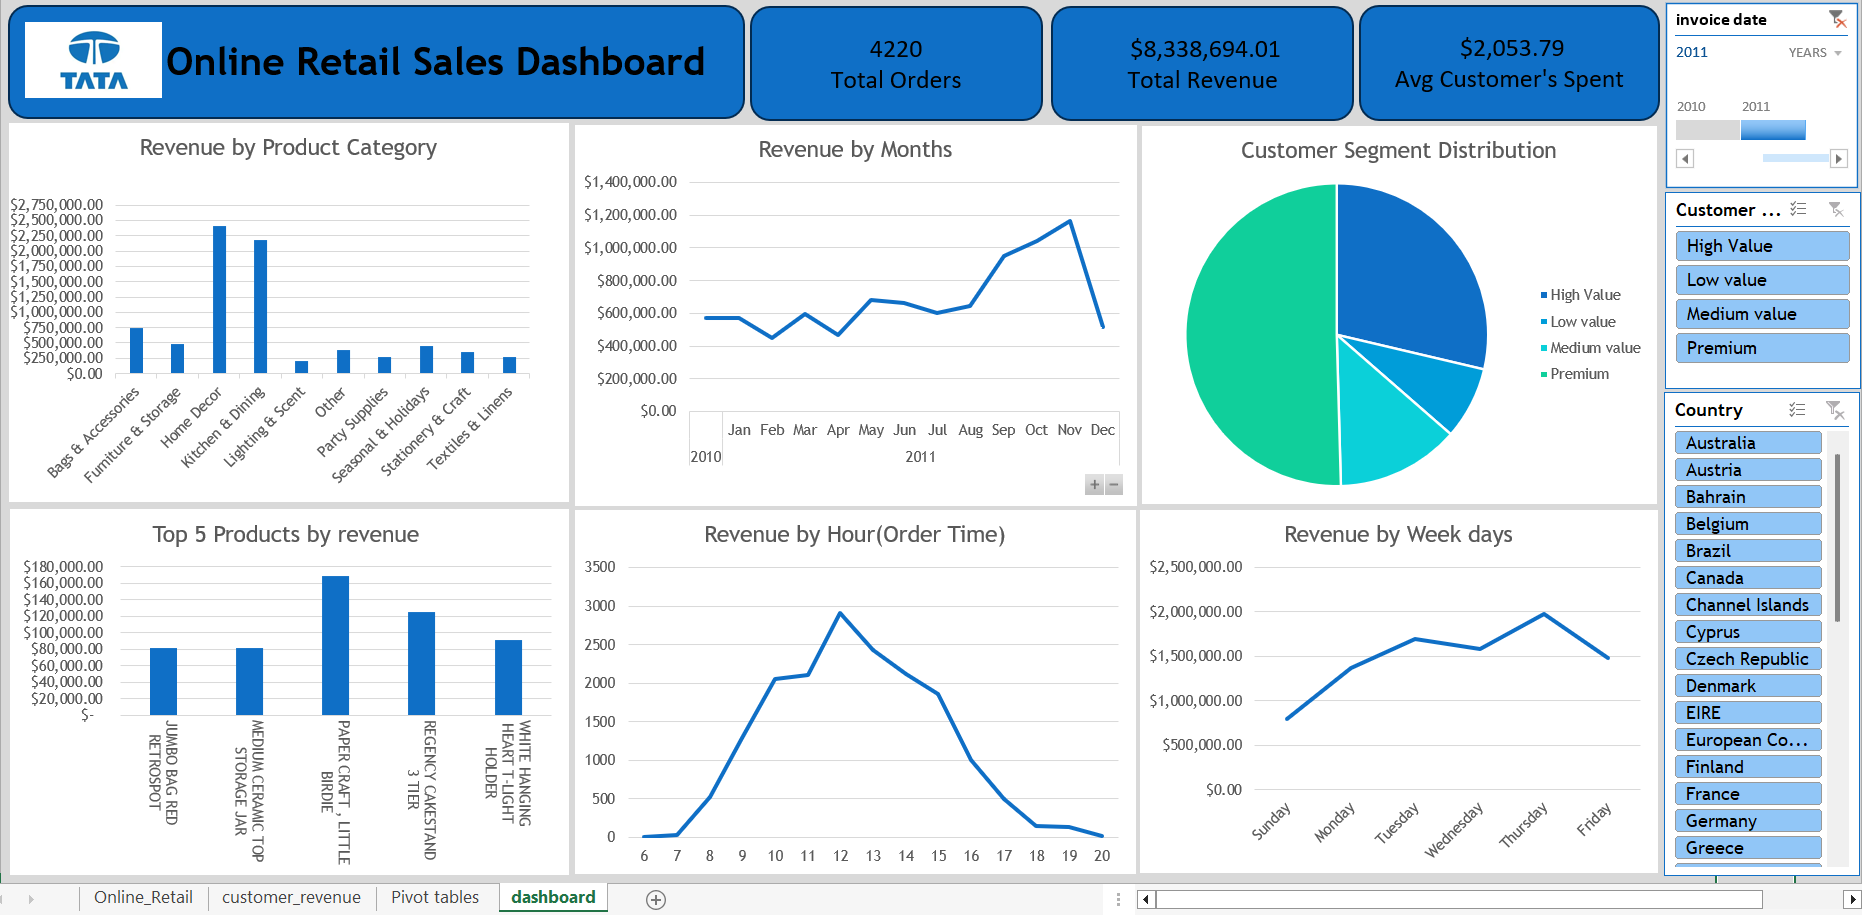 TATA
Online Retail Sales Dashboard
4220
Total Orders
$8,338,694.01
Total Revenue
$2,053.79
Avg Customer's Spent
invoice date
2011
YEARS
2010
2011
Customer ...
High Value
Low value
Medium value
Premium
Country
Australia
Austria
Bahrain
Belgium
Brazil
Canada
Channel Islands
Cyprus
Czech Republic
Denmark
EIRE
European Co...
Finland
France
Germany
Greece
Revenue by Product Category
$2,750,000.00
$2,500,000.00
$2,250,000.00
$2,000,000.00
$1,750,000.00
$1,500,000.00
$1,250,000.00
$1,000,000.00
$750,000.00
$500,000.00
$250,000.00
$0.00
Bags & Accessories
Furniture & Storage
Home Decor
Kitchen & Dining
Lighting & Scent
Other
Party Supplies
Seasonal & Holidays
Stationery & Craft
Textiles & Linens
Revenue by Months
$1,400,000.00
$1,200,000.00
$1,000,000.00
$800,000.00
$600,000.00
$400,000.00
$200,000.00
$0.00
Jan Feb Mar Apr May Jun Jul Aug Sep Oct Nov Dec
2010 2011
Customer Segment Distribution
High Value
Low value
Medium value
Premium
Top 5 Products by revenue
$180,000.00
$160,000.00
$140,000.00
$120,000.00
$100,000.00
$80,000.00
$60,000.00
$40,000.00
$20,000.00
$-
JUMBO BAG RED
RETROSPOT
MEDIUM CERAMIC TOP
STORAGE JAR
PAPER CRAFT , LITTLE
BIRDIE
REGENCY CAKESTAND
3 TIER
WHITE HANGING
HEART T-LIGHT
HOLDER
Revenue by Hour(Order Time)
3500
3000
2500
2000
1500
1000
500
0
6 7 8 9 10 11 12 13 14 15 16 17 18 19 20
Revenue by Week days
$2,500,000.00
$2,000,000.00
$1,500,000.00
$1,000,000.00
$500,000.00
$0.00
Sunday
Monday
Tuesday
Wednesday
Thursday
Friday
Online_Retail
customer_revenue
Pivot tables
dashboard